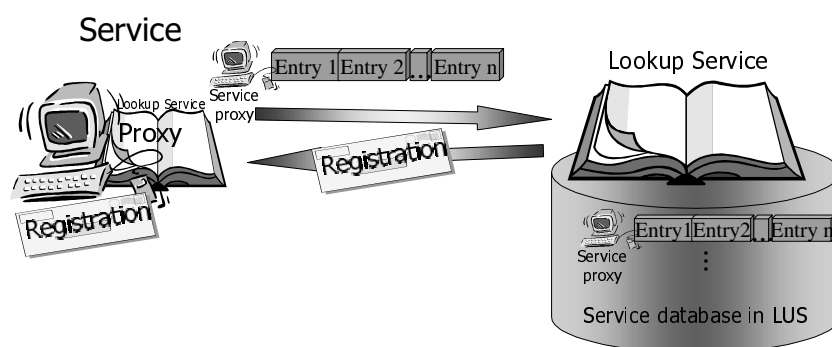 Service
Entry 1 Entry 2 ... Entry n
Service
proxy
Lookup Service
Proxy
Registration
Registration
Lookup Service
Entry1 Entry2 .. Entry n
Service
proxy
⋮
Service database in LUS